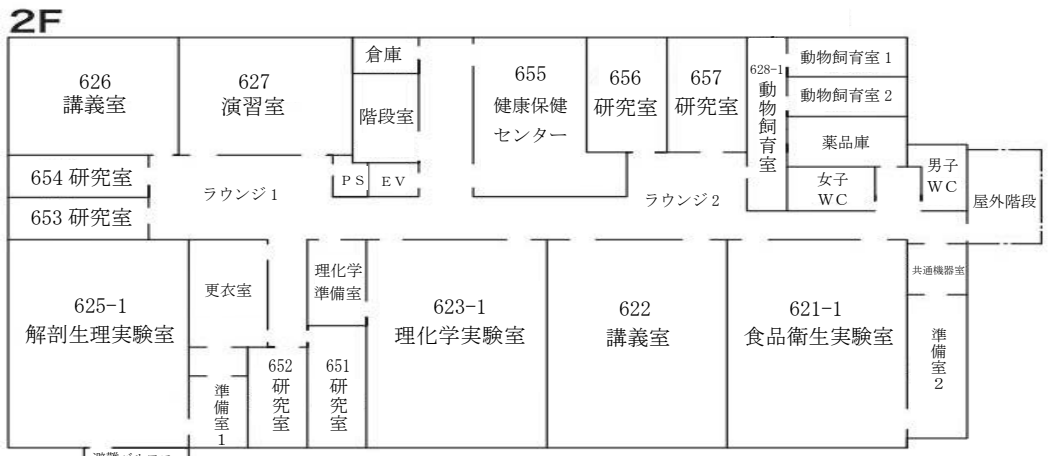 2F
626
講義室
627
演習室
倉庫
階段室
PS
EV
655
健康保健
センター
656
研究室
657
研究室
628-1
動物飼育室
動物飼育室1
動物飼育室2
薬品庫
女子
WC
男子
WC
屋外階段
654 研究室
653 研究室
ラウンジ1
ラウンジ2
625-1
解剖生理実験室
更衣室
準備室1
652
研究室
理化学
準備室
651
研究室
623-1
理化学実験室
622
講義室
621-1
食品衛生実験室
共通機器室
準備室2